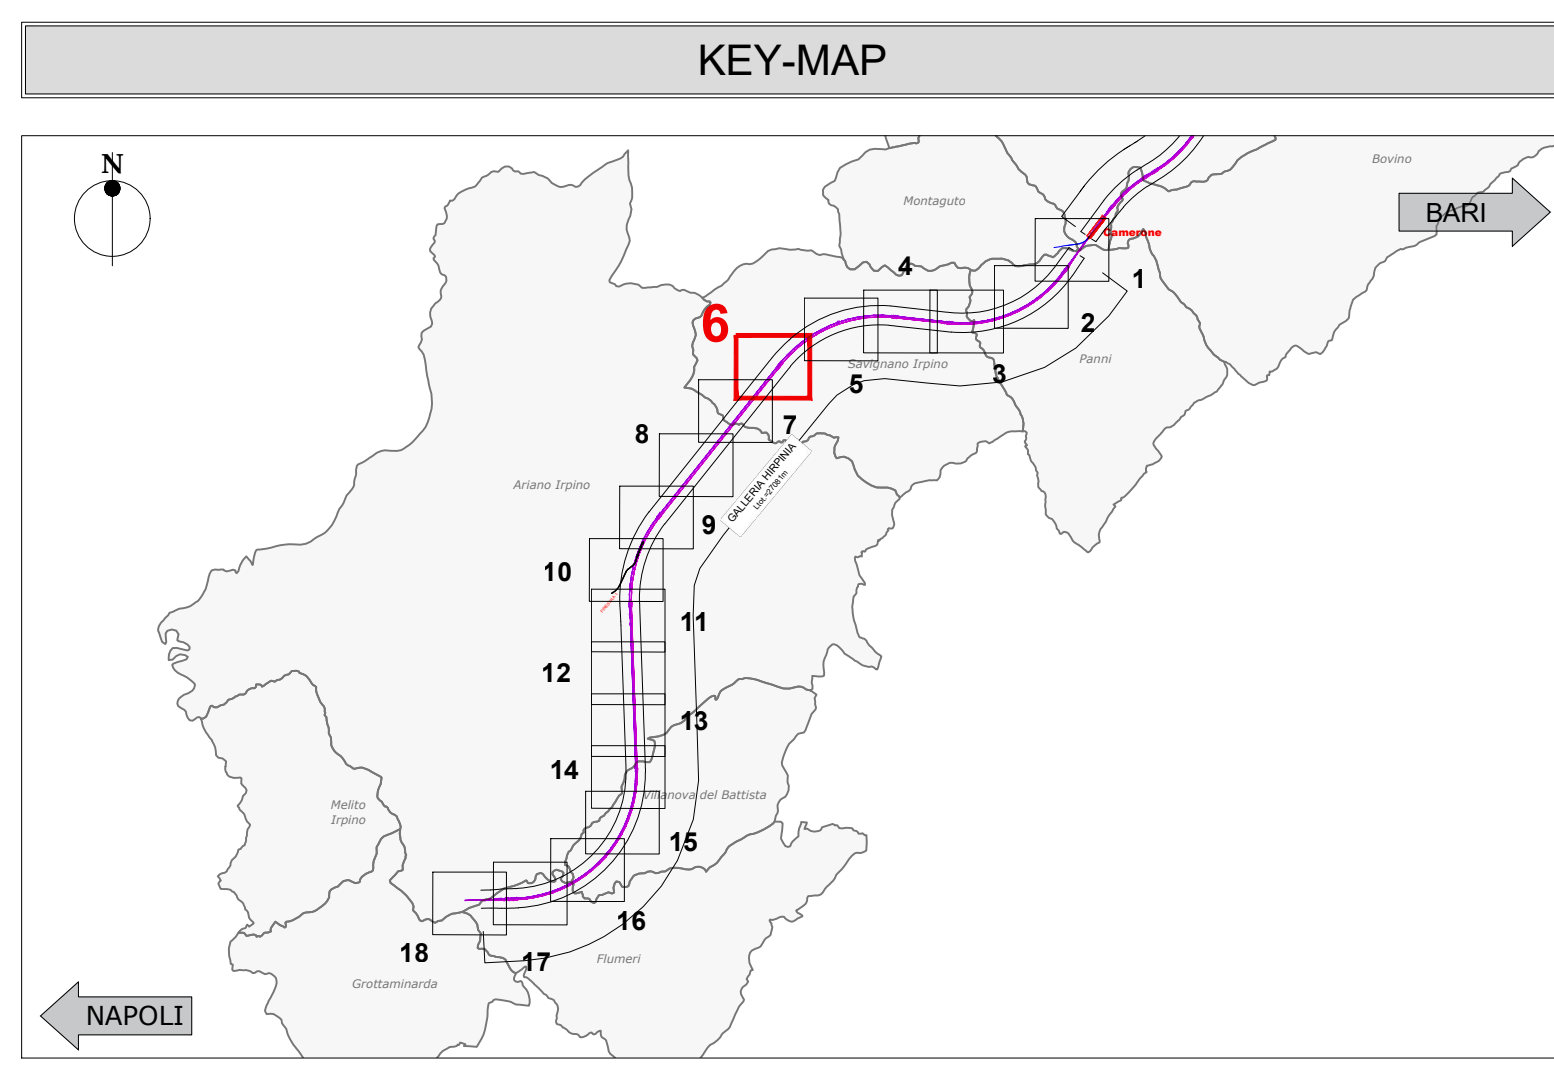 KEY-MAP
N
Bovino
Montaguto
BARI
Camerone
4
1
6
2
Savignano Irpino
Panni
3
5
7
8
GALLERIA HIRPINIA
Ariano Irpino
9
10
11
12
13
14
Villanova del Battista
Melito
Irpino
15
16
18
17
Flumeri
Grottaminarda
NAPOLI